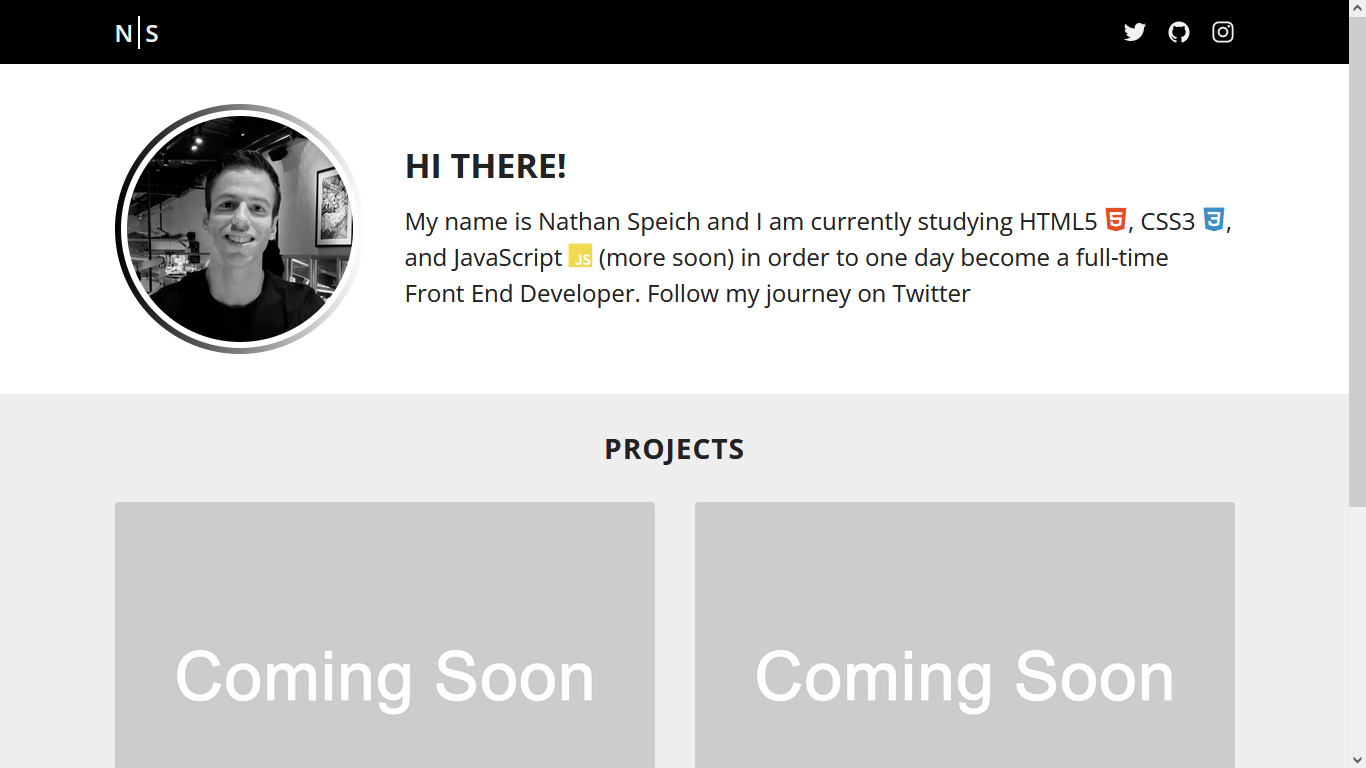 N|S
HI THERE!
My name is Nathan Speich and I am currently studying HTML5 5, CSS3 3,
and JavaScript JS (more soon) in order to one day become a full-time
Front End Developer. Follow my journey on Twitter
PROJECTS
Coming Soon
Coming Soon